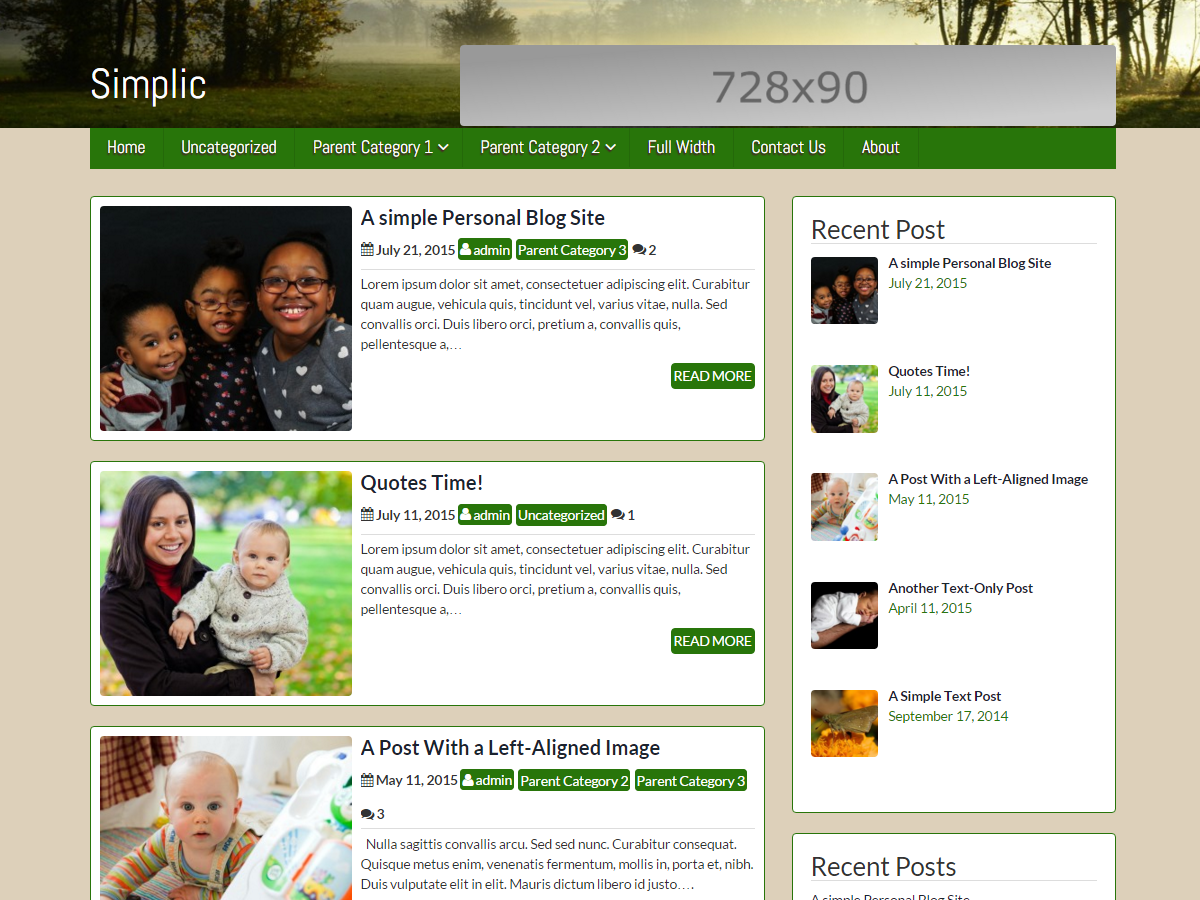 Simplic
728x90
Home Uncategorized Parent Category 1 Parent Category 2 Full Width Contact Us About
A simple Personal Blog Site
July 21, 2015 admin Parent Category 3 2
Lorem ipsum dolor sit amet, consectetuer adipiscing elit. Curabitur
quam augue, vehicula quis, tincidunt vel, varius vitae, nulla. Sed
convallis orci. Duis libero orci, pretium a, convallis quis,
pellentesque a,…
READ MORE
Quotes Time!
July 11, 2015 admin Uncategorized 1
Lorem ipsum dolor sit amet, consectetuer adipiscing elit. Curabitur
quam augue, vehicula quis, tincidunt vel, varius vitae, nulla. Sed
convallis orci. Duis libero orci, pretium a, convallis quis,
pellentesque a,…
READ MORE
A Post With a Left-Aligned Image
May 11, 2015 admin Parent Category 2 Parent Category 3
3
Nulla sagittis convallis arcu. Sed sed nunc. Curabitur consequat.
Quisque metus enim, venenatis fermentum, mollis in, porta et, nibh.
Duis vulputate elit in elit. Mauris dictum libero id justo….
Recent Post
A simple Personal Blog Site
July 21, 2015
Quotes Time!
July 11, 2015
A Post With a Left-Aligned Image
May 11, 2015
Another Text-Only Post
April 11, 2015
A Simple Text Post
September 17, 2014
Recent Posts
A simple Personal Blog Site